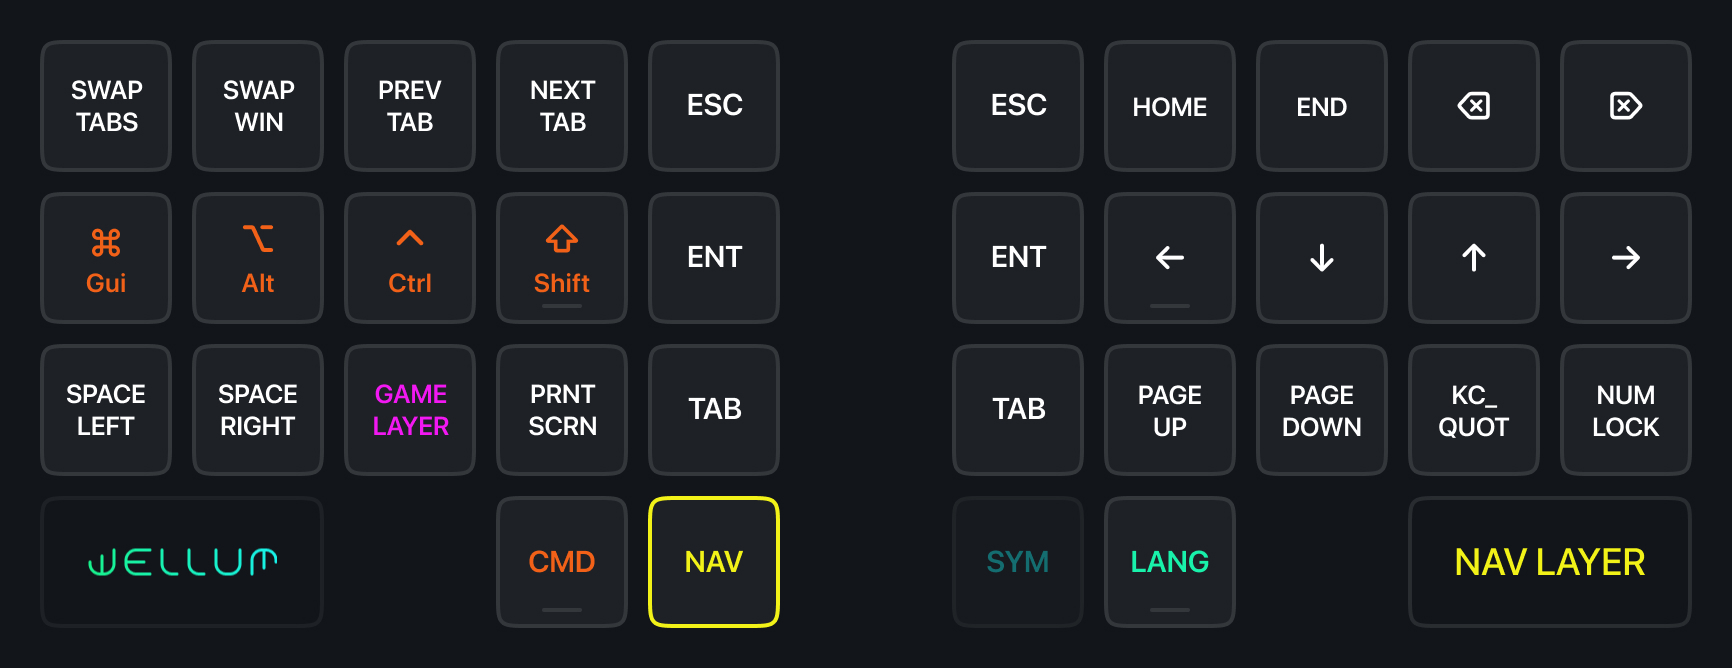 SWAP TABS
SWAP WIN
PREV TAB
NEXT TAB
ESC
ESC
HOME
END
⌘ Gui
⌥ Alt
^ Ctrl
⇧ Shift
ENT
ENT
←
↓
↑
→
SPACE LEFT
SPACE RIGHT
GAME LAYER
PRNT SCRN
TAB
TAB
PAGE UP
PAGE DOWN
KC_ QUOT
NUM LOCK
WELLUM
CMD
NAV
SYM
LANG
NAV LAYER